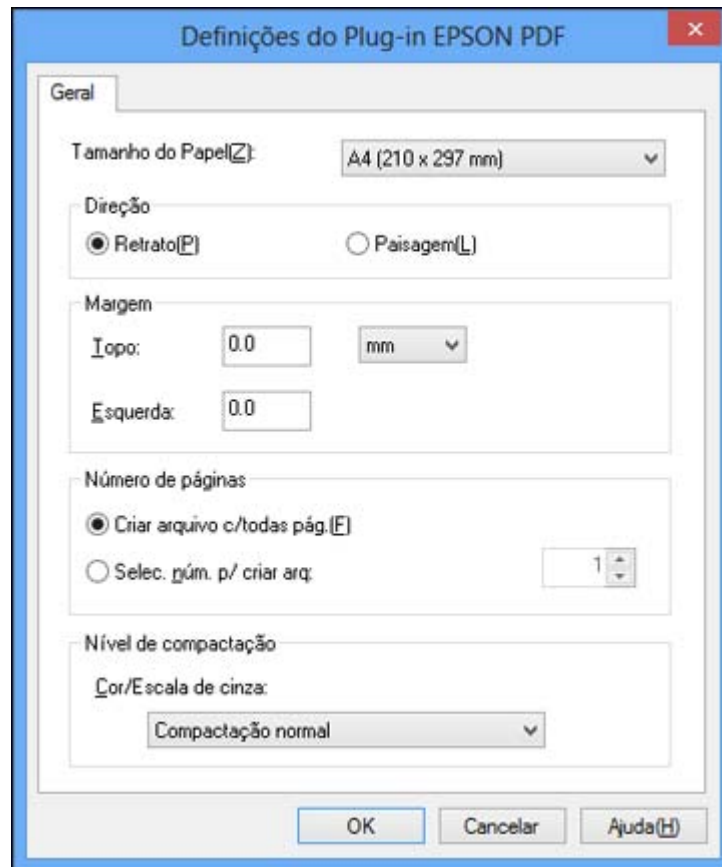 Definições do Plug-in EPSON PDF
Geral
Tamanho do Papel(Z): A4 (210 x 297 mm)
Direção
Retrato(P) Paisagem(L)
Margem
Topo: 0.0 mm
Esquerda: 0.0
Número de páginas
Criar arquivo c/todas pág.(F)
Selec. núm. p/ criar arq: 1
Nível de compactação
Cor/Escala de cinza:
Compactação normal
OK Cancelar Ajuda(H)